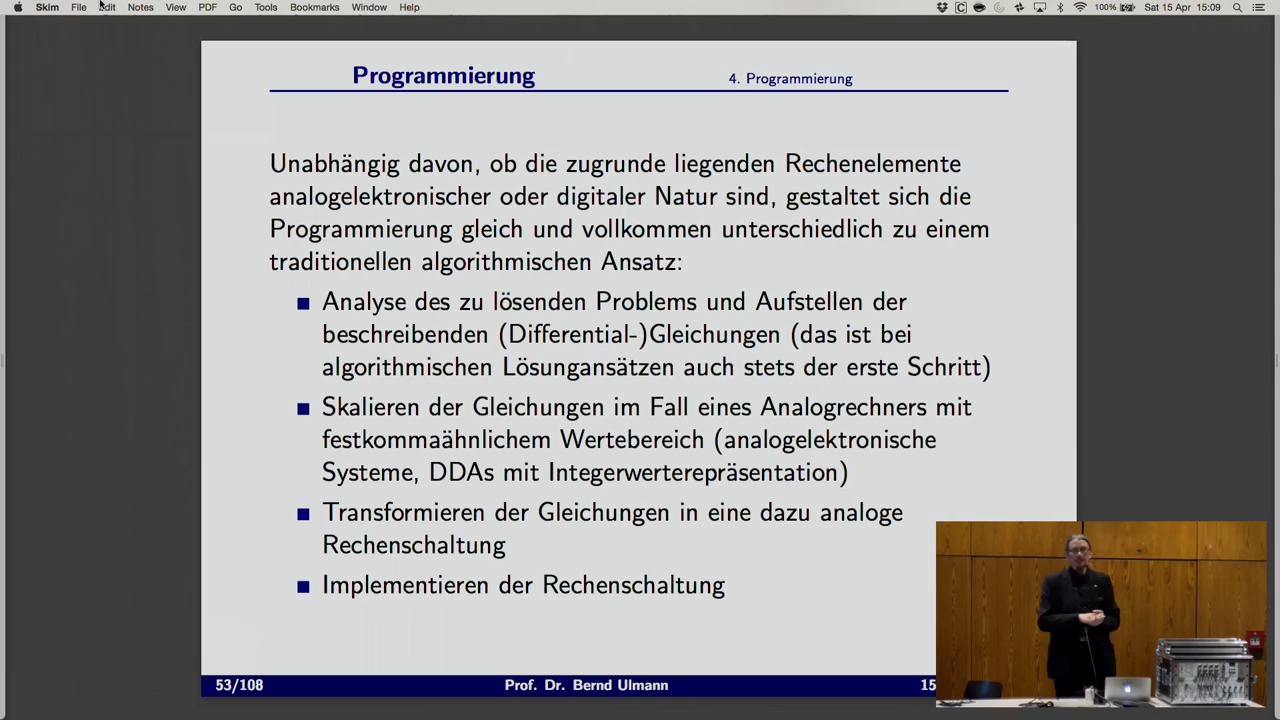 Skim File Edit Notes View PDF Go Tools Bookmarks Window Help 100% Sat 15 Apr 15:09
Programmierung 4. Programmierung
Unabhängig davon, ob die zugrunde liegenden Rechenelemente
analogelektronischer oder digitaler Natur sind, gestaltet sich die
Programmierung gleich und vollkommen unterschiedlich zu einem
traditionellen algorithmischen Ansatz:
Analyse des zu lösenden Problems und Aufstellen der
beschreibenden (Differential-)Gleichungen (das ist bei
algorithmischen Lösungansätzen auch stets der erste Schritt)
Skalieren der Gleichungen im Fall eines Analogrechners mit
festkommaähnlichem Wertebereich (analogelektronische
Systeme, DDAs mit Integerwerterepräsentation)
Transformieren der Gleichungen in eine dazu analoge
Rechenschaltung
Implementieren der Rechenschaltung
53/108 Prof. Dr. Bernd Ulmann 15